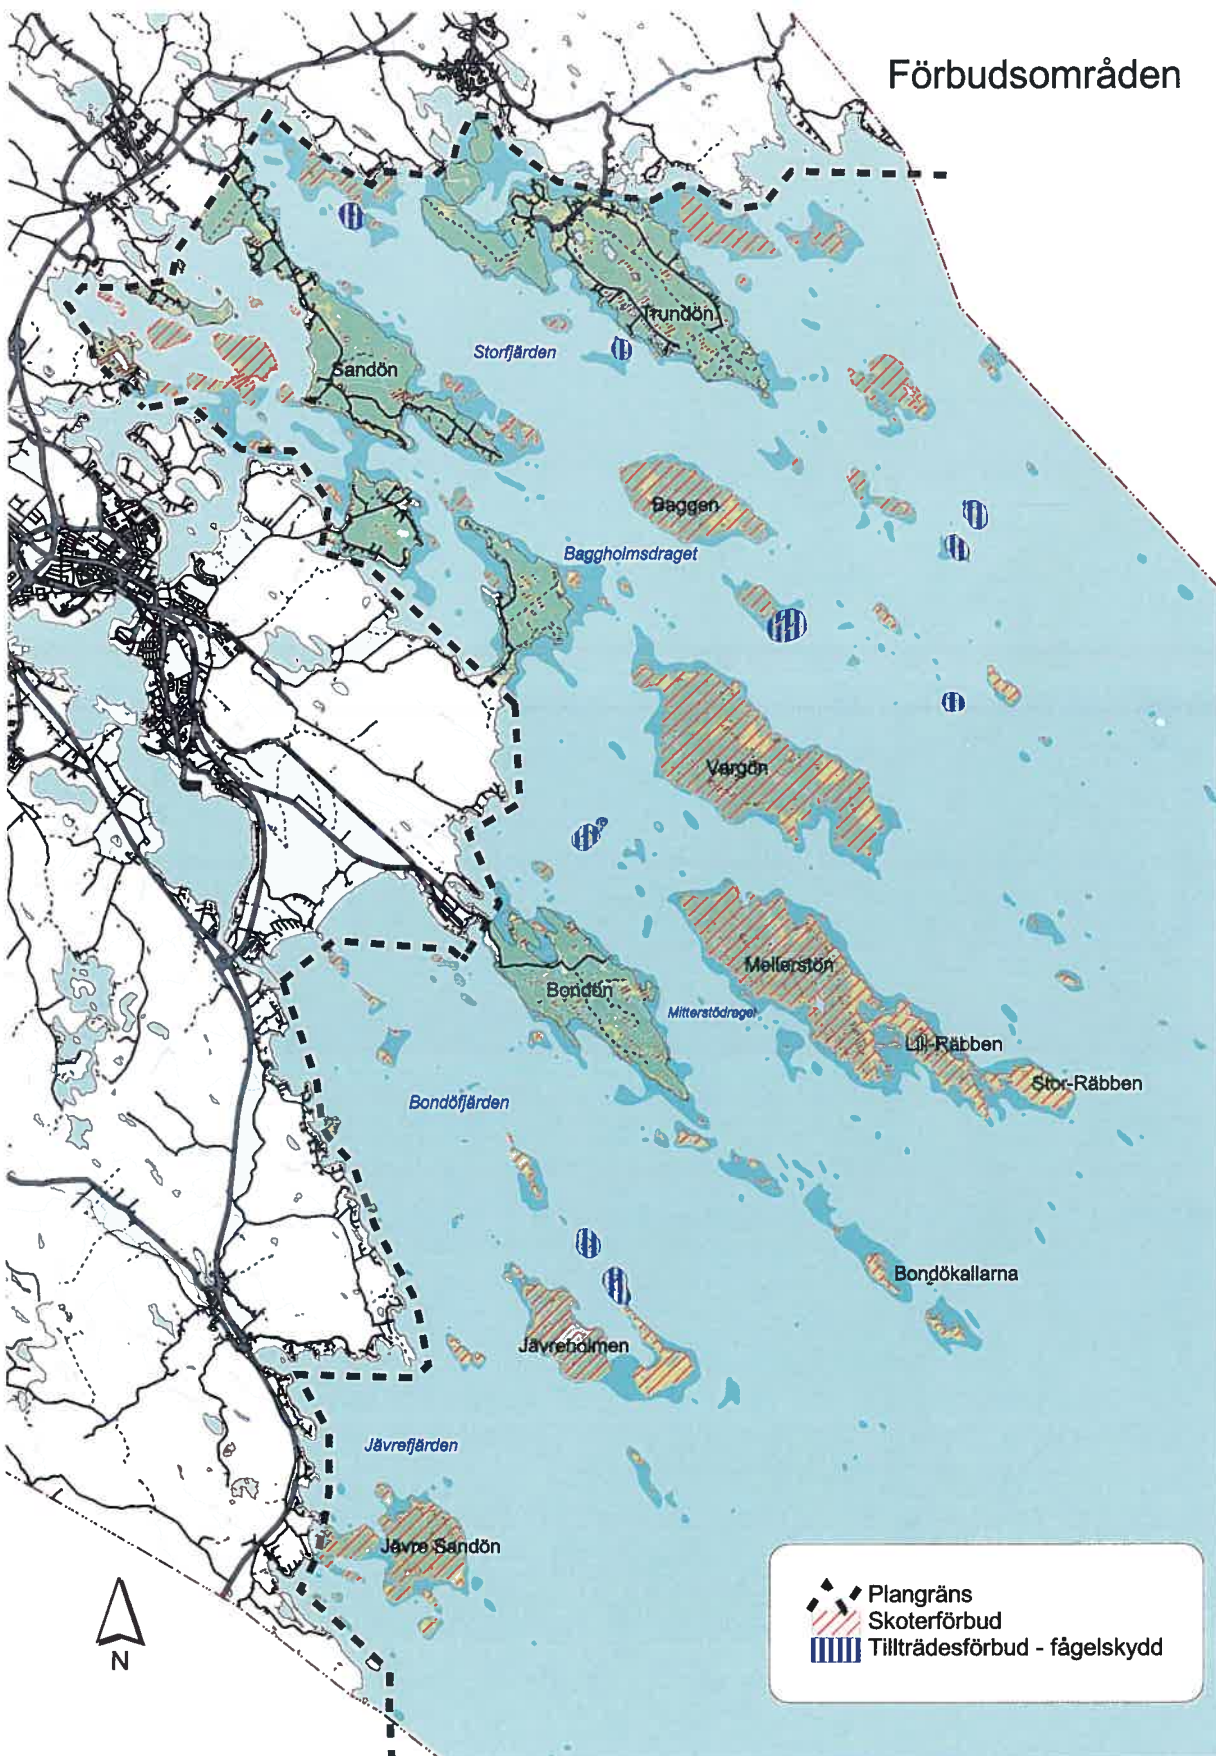 Förbudsområden
Trundön
Storfjärden
Sandön
Baggen
Baggholmsdraget
Vargön
Mellerstön
Bondön
Mitterstödraget
Lill-Räbben
Stor-Räbben
Bondöfjärden
Bondökallarna
Jävreholmen
Jävrefjärden
Jävre Sandön
Plangräns
Skoterförbud
Tillträdesförbud - fågelskydd
N